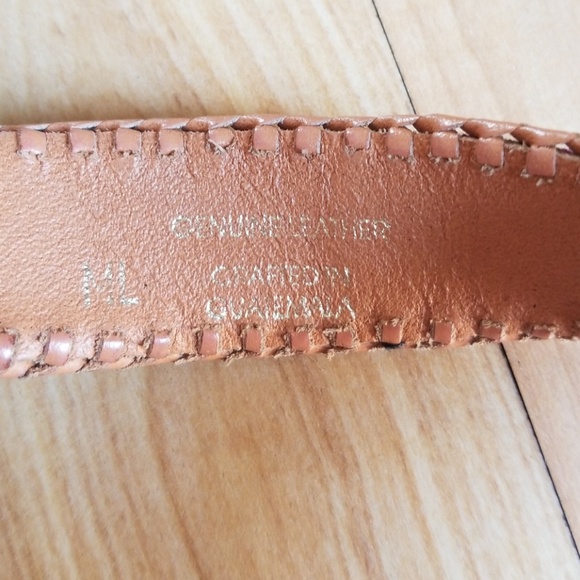 GENUINE LEATHER
M/L
CRAFTED IN
GUATEMALA